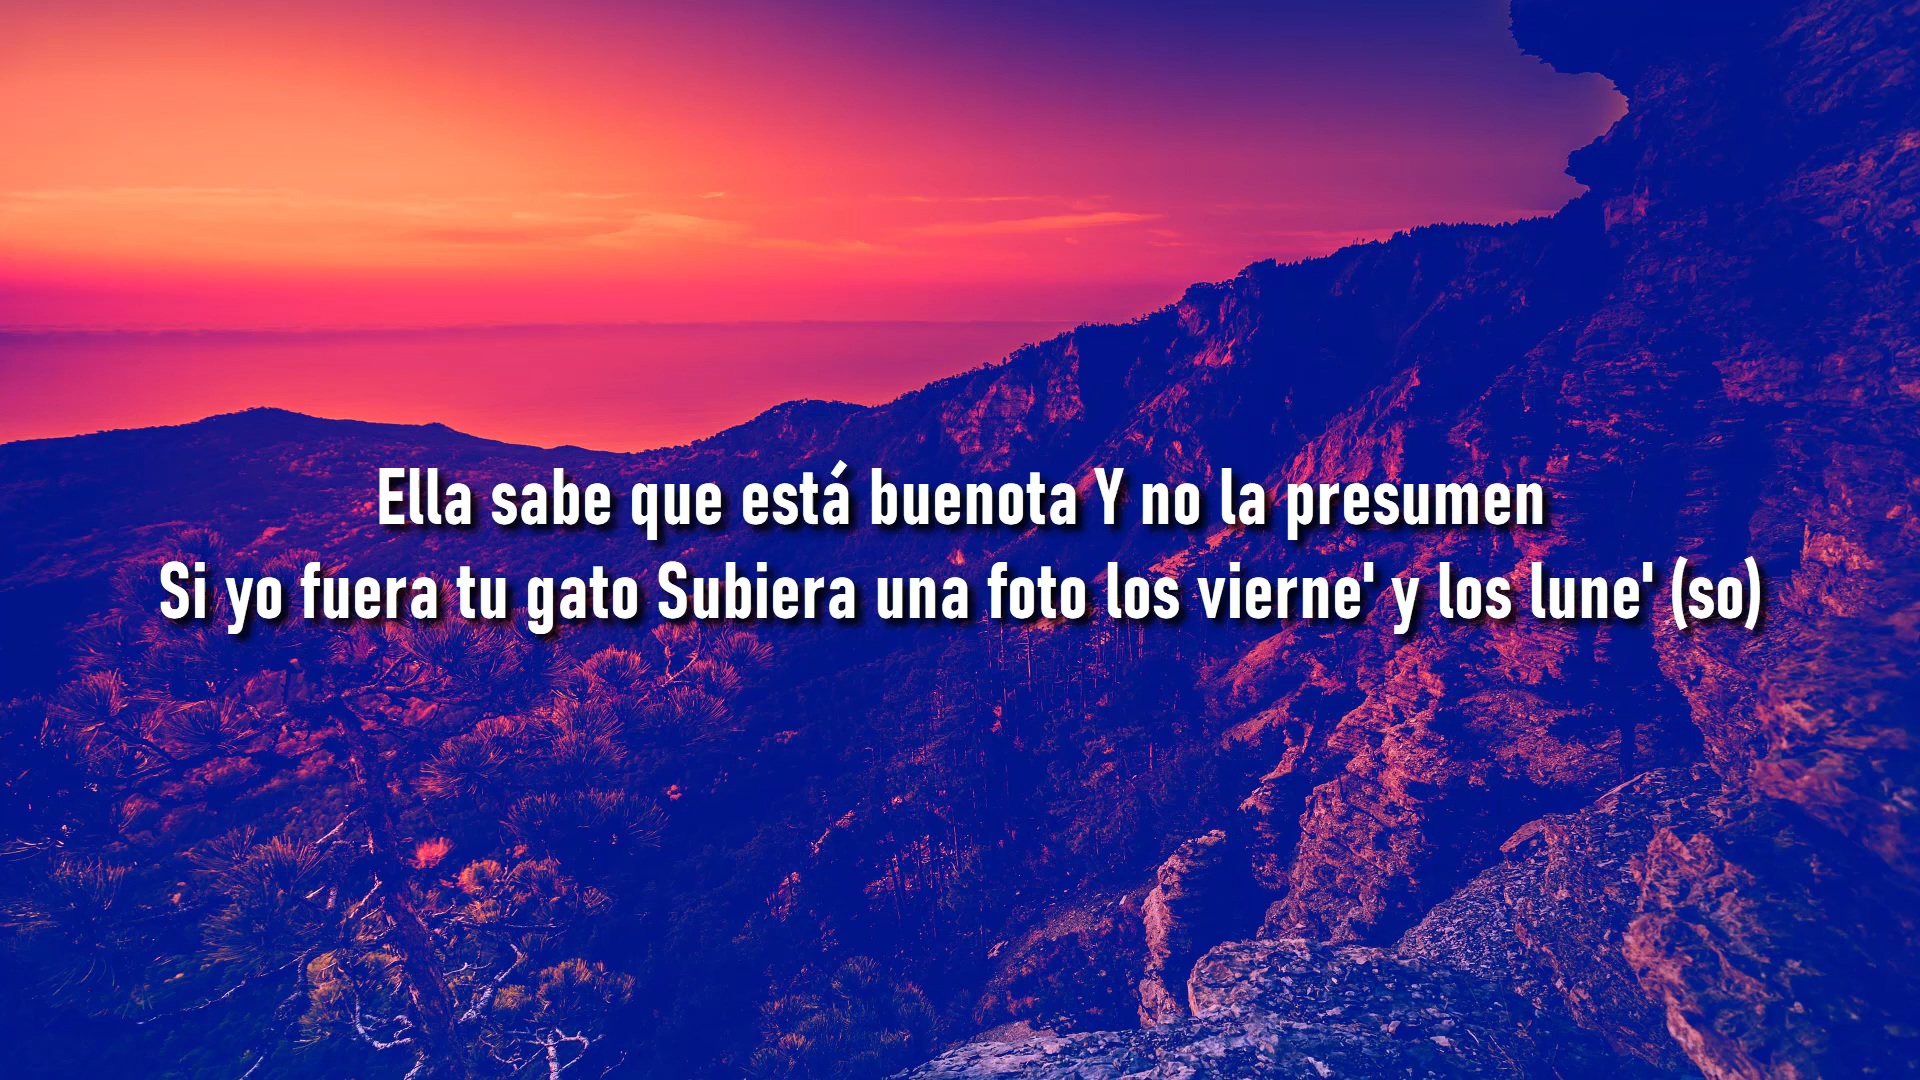 Ella sabe que está buenota Y no la presumen
Si yo fuera tu gato Subiera una foto los vierne' y los lune' (so)